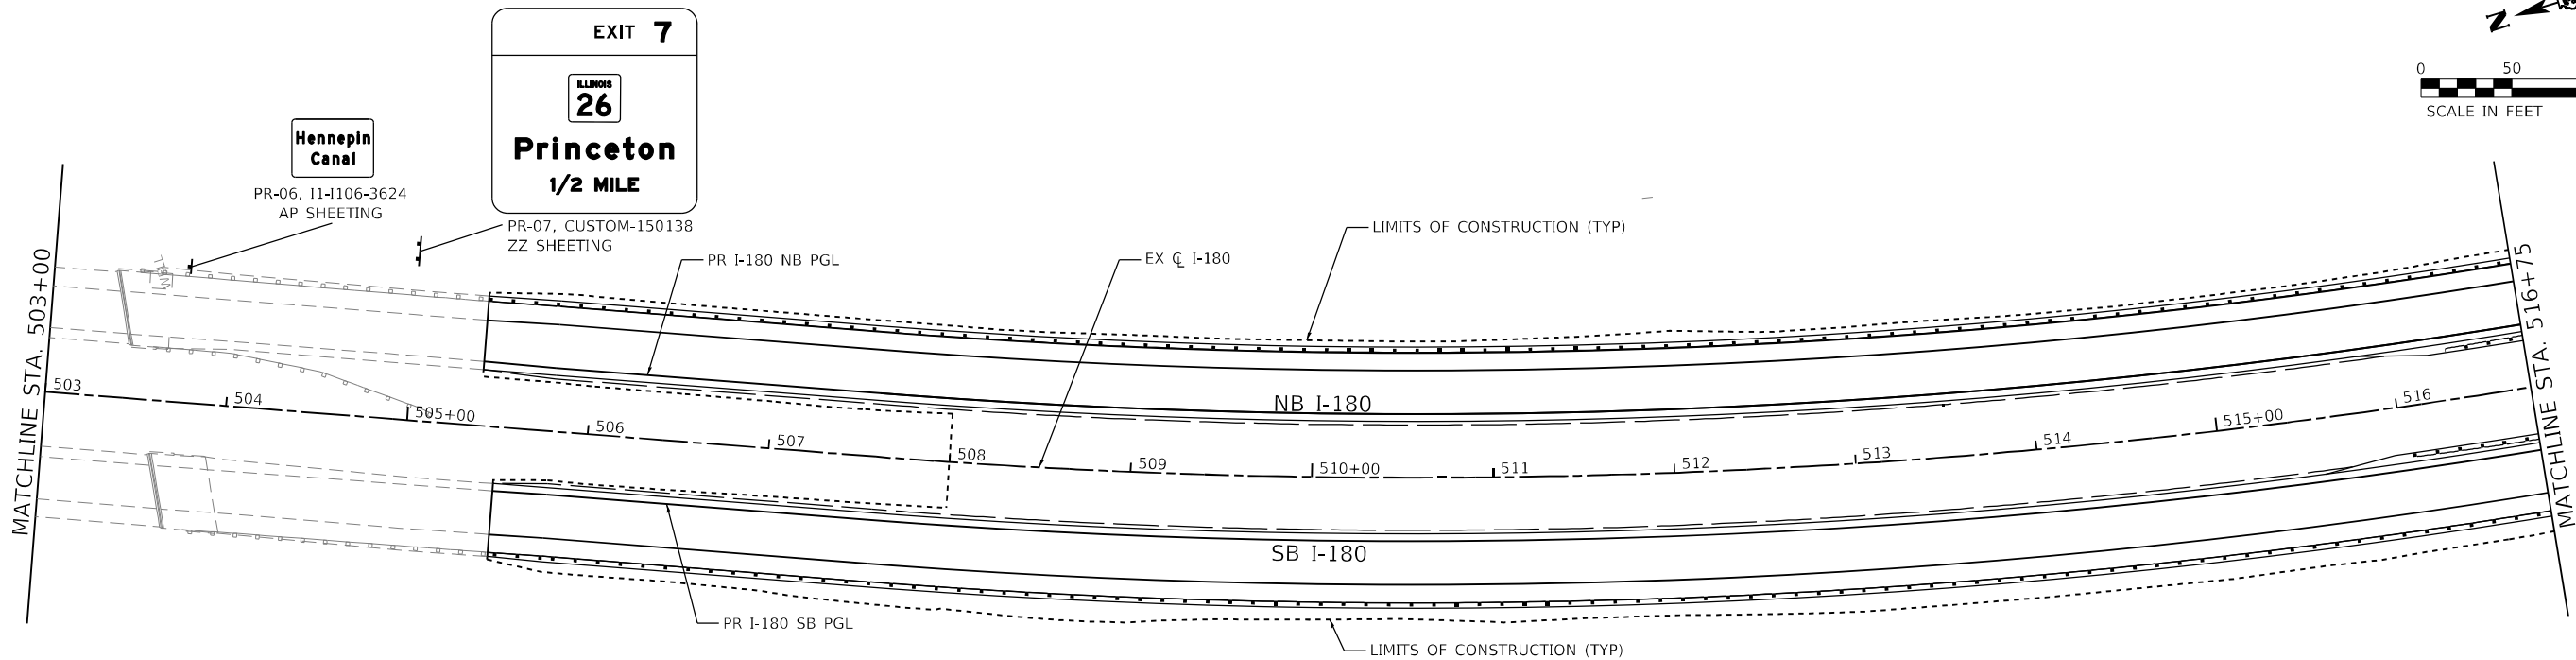 EXIT 7
ILLINOIS
26
Princeton
1/2 MILE
Hennepin
Canal
PR-06, I1-I106-3624
AP SHEETING
PR-07, CUSTOM-150138
ZZ SHEETING
N
0 50
SCALE IN FEET
LIMITS OF CONSTRUCTION (TYP)
PR I-180 NB PGL
EX ℄ I-180
MATCHLINE STA. 503+00
MATCHLINE STA. 516+75
503
504
505+00
506
507
508
509
510+00
511
512
513
514
515+00
516
NB I-180
SB I-180
PR I-180 SB PGL
LIMITS OF CONSTRUCTION (TYP)